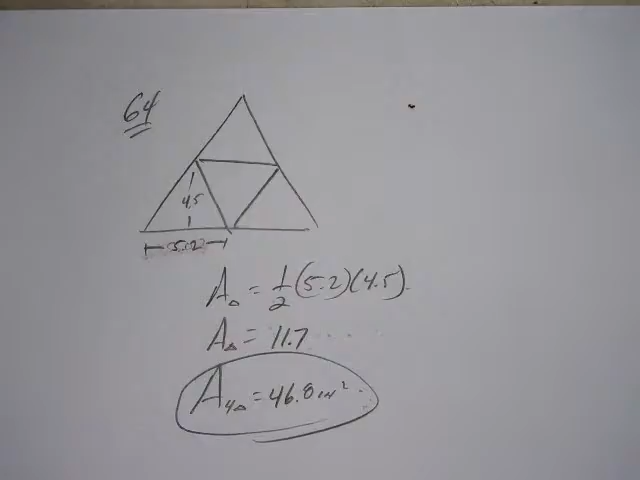 64
4.5
5.2
A△ = 1/2 (5.2)(4.5).
A△ = 11.7
A4△ = 46.8 in².